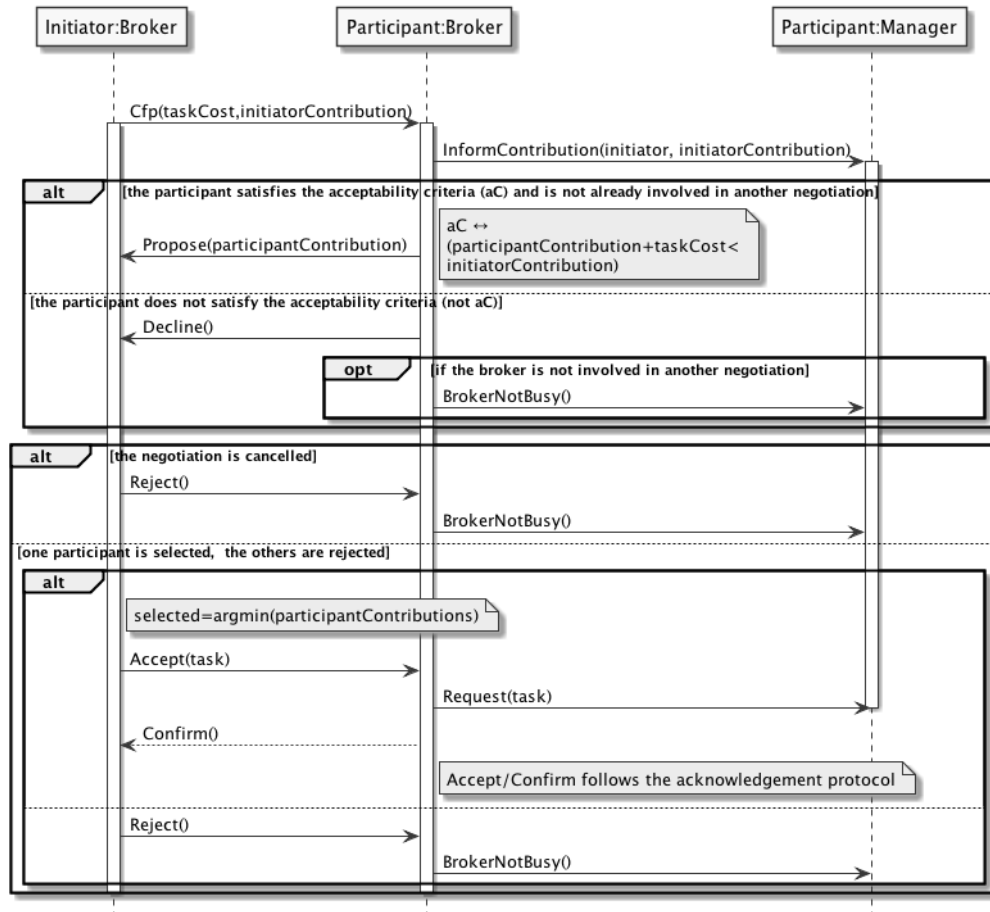 Initiator:Broker
Participant:Broker
Participant:Manager
Cfp(taskCost,initiatorContribution)
InformContribution(initiator, initiatorContribution)
alt
[the participant satisfies the acceptability criteria (aC) and is not already involved in another negotiation]
aC ↔
(participantContribution+taskCost<
initiatorContribution)
Propose(participantContribution)
[the participant does not satisfy the acceptability criteria (not aC)]
Decline()
opt
[if the broker is not involved in another negotiation]
BrokerNotBusy()
alt
[the negotiation is cancelled]
Reject()
BrokerNotBusy()
[one participant is selected,  the others are rejected]
alt
selected=argmin(participantContributions)
Accept(task)
Request(task)
Confirm()
Accept/Confirm follows the acknowledgement protocol
Reject()
BrokerNotBusy()